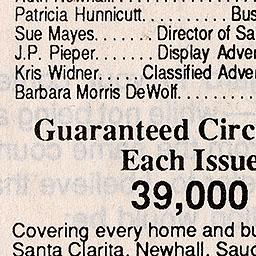 Patricia Hunnicutt........Bus
Sue Mayes........Director of Sa
J.P. Pieper..........Display Adver
Kris Widner.....Classified Adver
Barbara Morris DeWolf..........
Guaranteed Circ
Each Issue
39,000
Covering every home and bu
Santa Clarita, Newhall, Saug